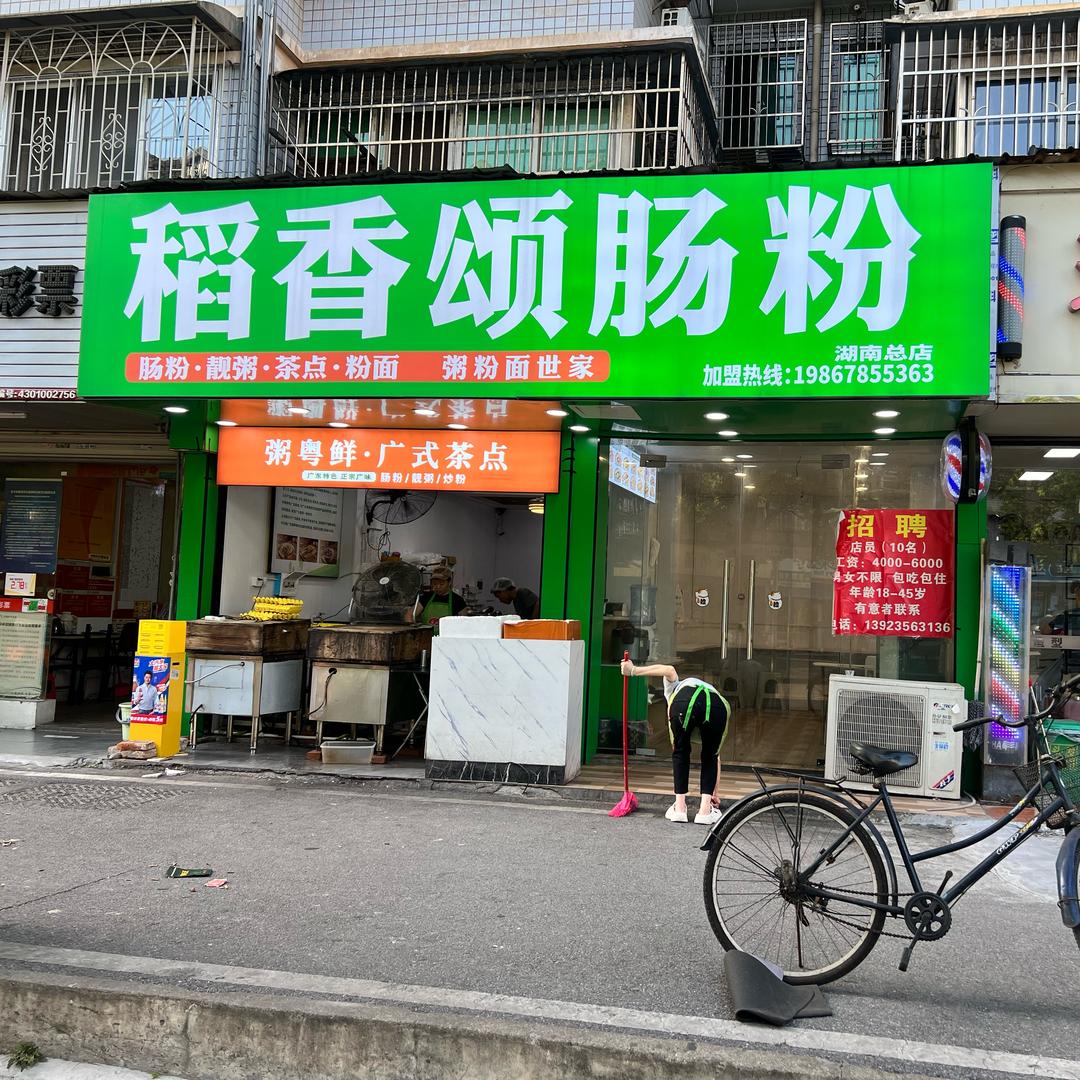 稻香颂肠粉
肠粉·靓粥·茶点·粉面 粥粉面世家
湖南总店
加盟热线:19867855363
彩票
编号:4301002756
粥粤鲜·广式茶点
广东特色 正宗广味 肠粉/靓粥/炒粉
招聘
店员(10名)
工资:4000-6000
男女不限 包吃包住
年龄18-45岁
有意者联系
电话:13923563136